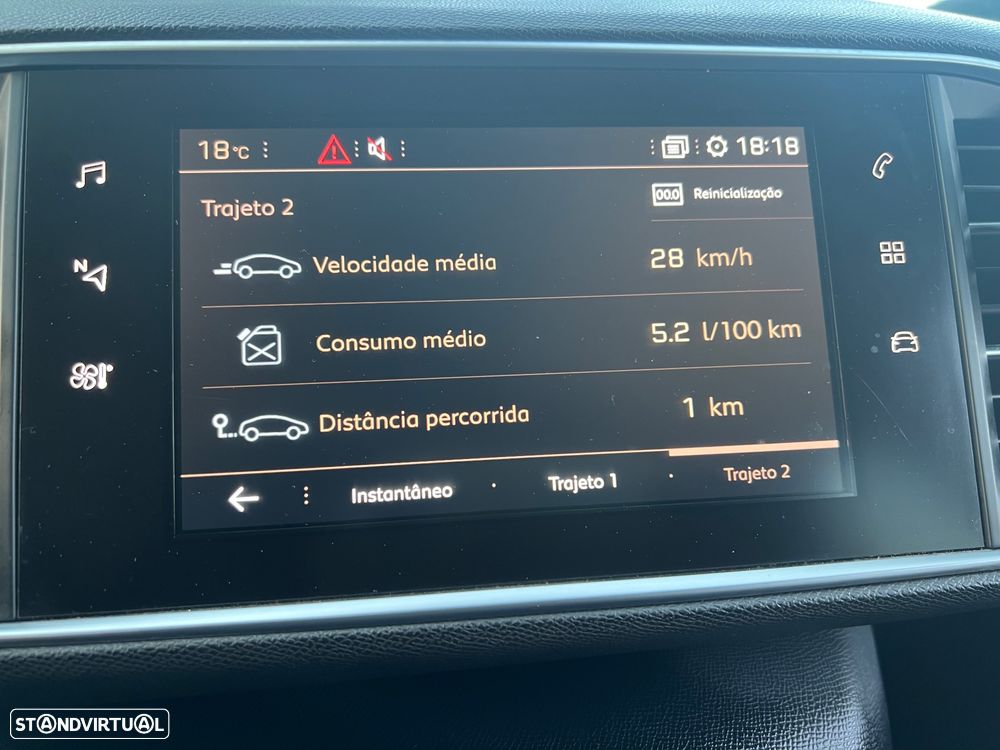 18°C 18:18
Trajeto 2 000 Reinicialização
N
Velocidade média 28 km/h
Consumo médio 5.2 l/100 km
Distância percorrida 1 km
Instantâneo · Trajeto 1 · Trajeto 2
STANDVIRTUAL